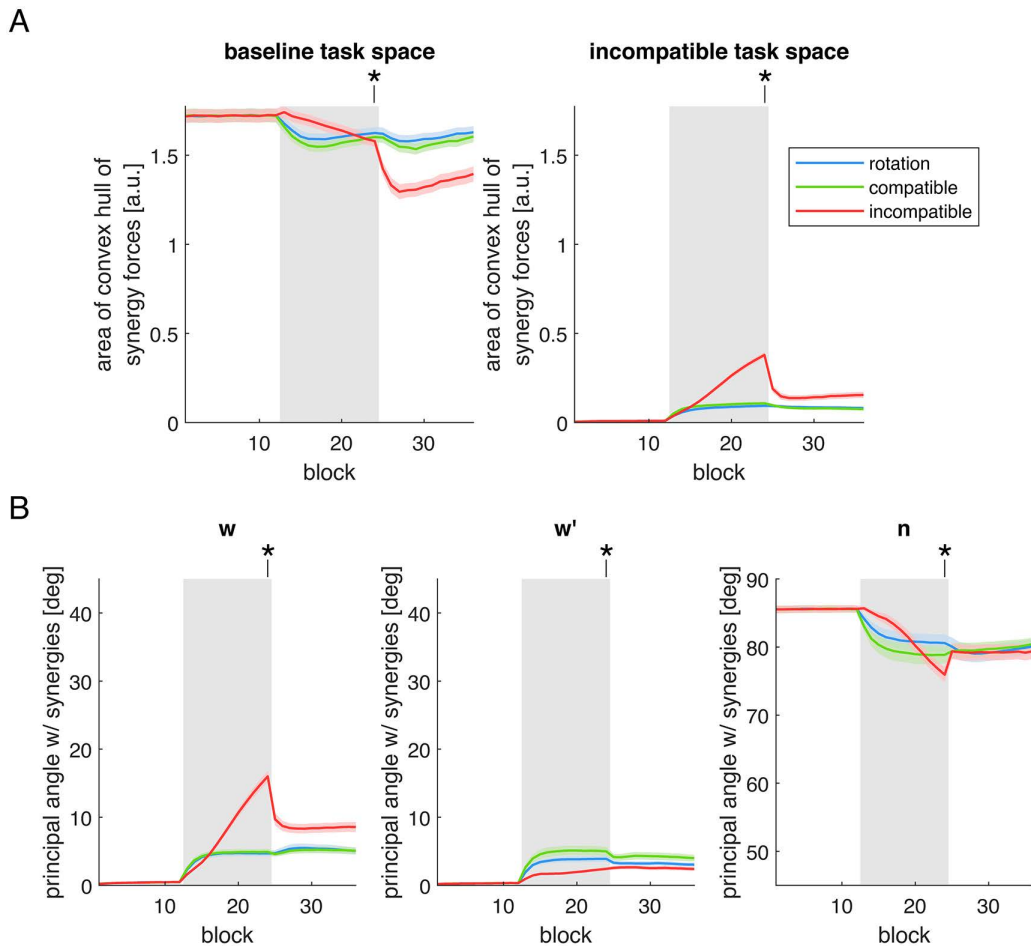 A
baseline task space
incompatible task space
*
*
area of convex hull of
synergy forces [a.u.]
1.5
1
0.5
0
10
20
30
block
area of convex hull of
synergy forces [a.u.]
1.5
1
0.5
0
10
20
30
block
rotation
compatible
incompatible
B
w
*
principal angle w/ synergies [deg]
40
30
20
10
0
10
20
30
block
w'
*
principal angle w/ synergies [deg]
40
30
20
10
0
10
20
30
block
n
*
principal angle w/ synergies [deg]
90
80
70
60
50
10
20
30
block